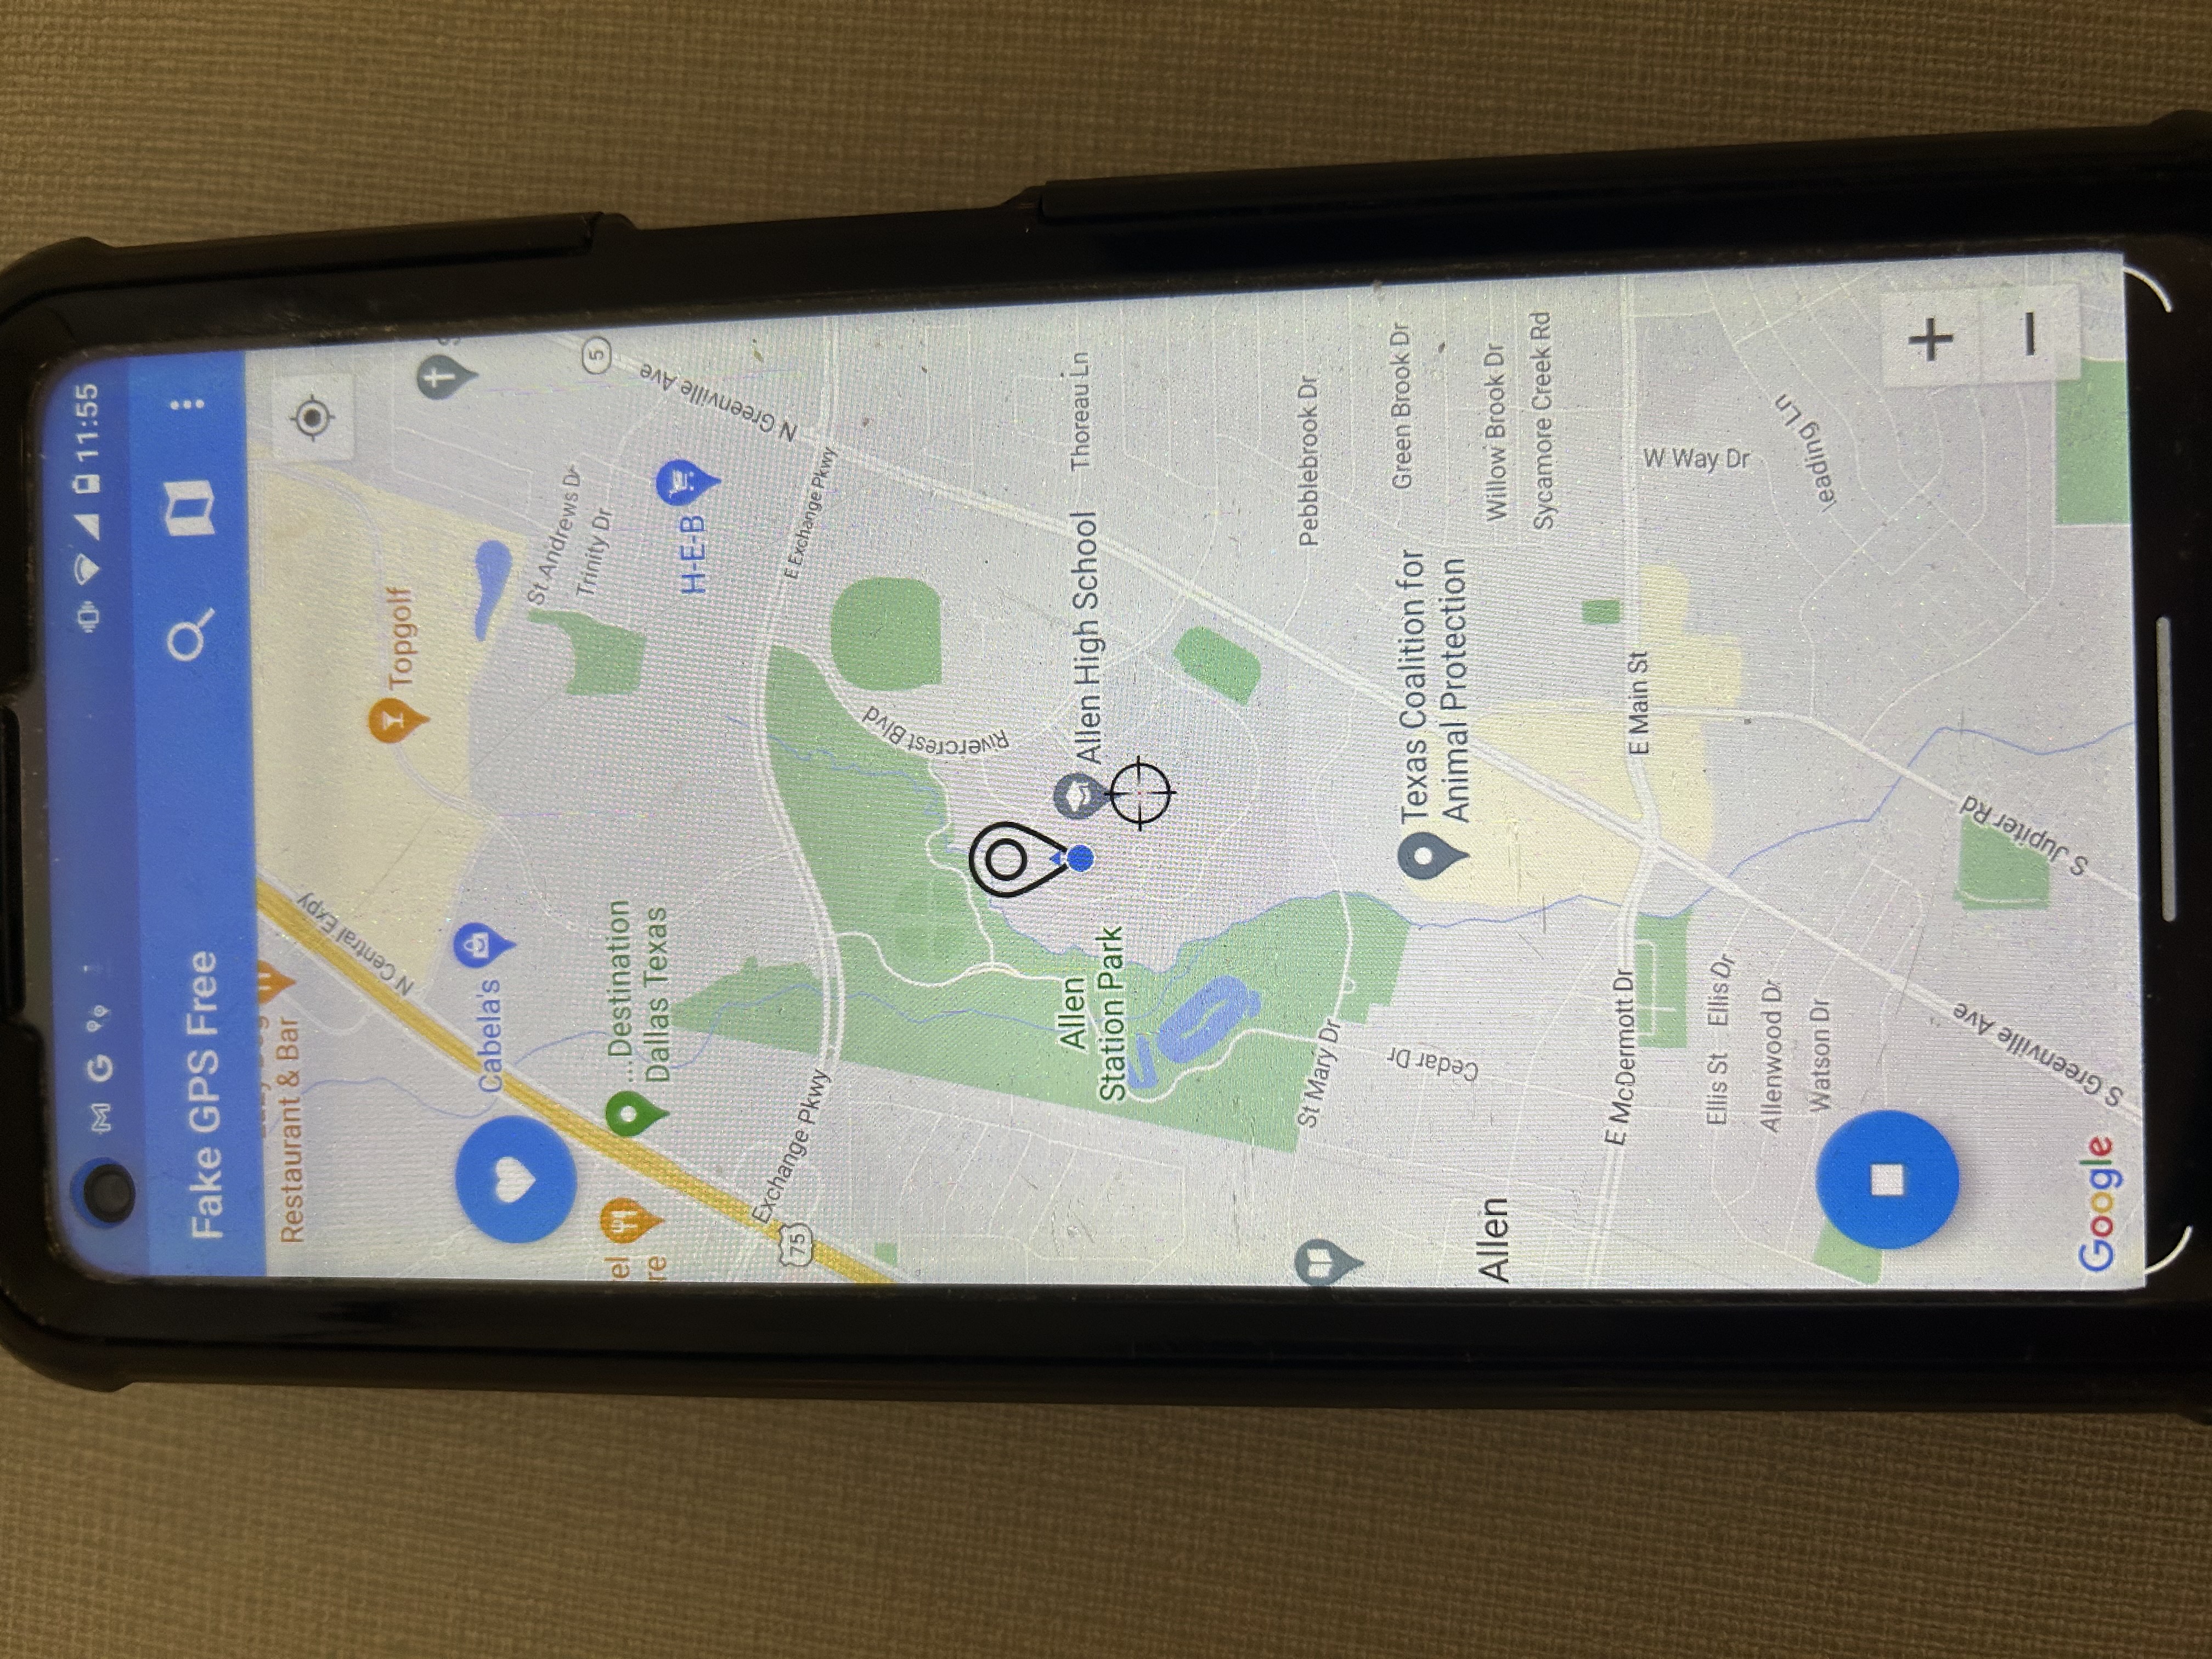 11:55
Fake GPS Free
Restaurant & Bar
N Central Expy
Topgolf
Cabela's
St Andrews Dr
Trinity Dr
5
...Destination
Dallas Texas
el
re
H-E-B
N Greenville Ave
75
Exchange Pkwy
E Exchange Pkwy
Rivercrest Blvd
Allen
Station Park
Allen High School
Thoreau Ln
St Mary Dr
Pebblebrook Dr
Cedar Dr
Texas Coalition for
Animal Protection
Green Brook Dr
Allen
Willow Brook Dr
Sycamore Creek Rd
E McDermott Dr
E Main St
W Way Dr
Ellis St
Ellis Dr
Allenwood Dr
Watson Dr
eading Ln
S Greenville Ave
S Jupiter Rd
Google